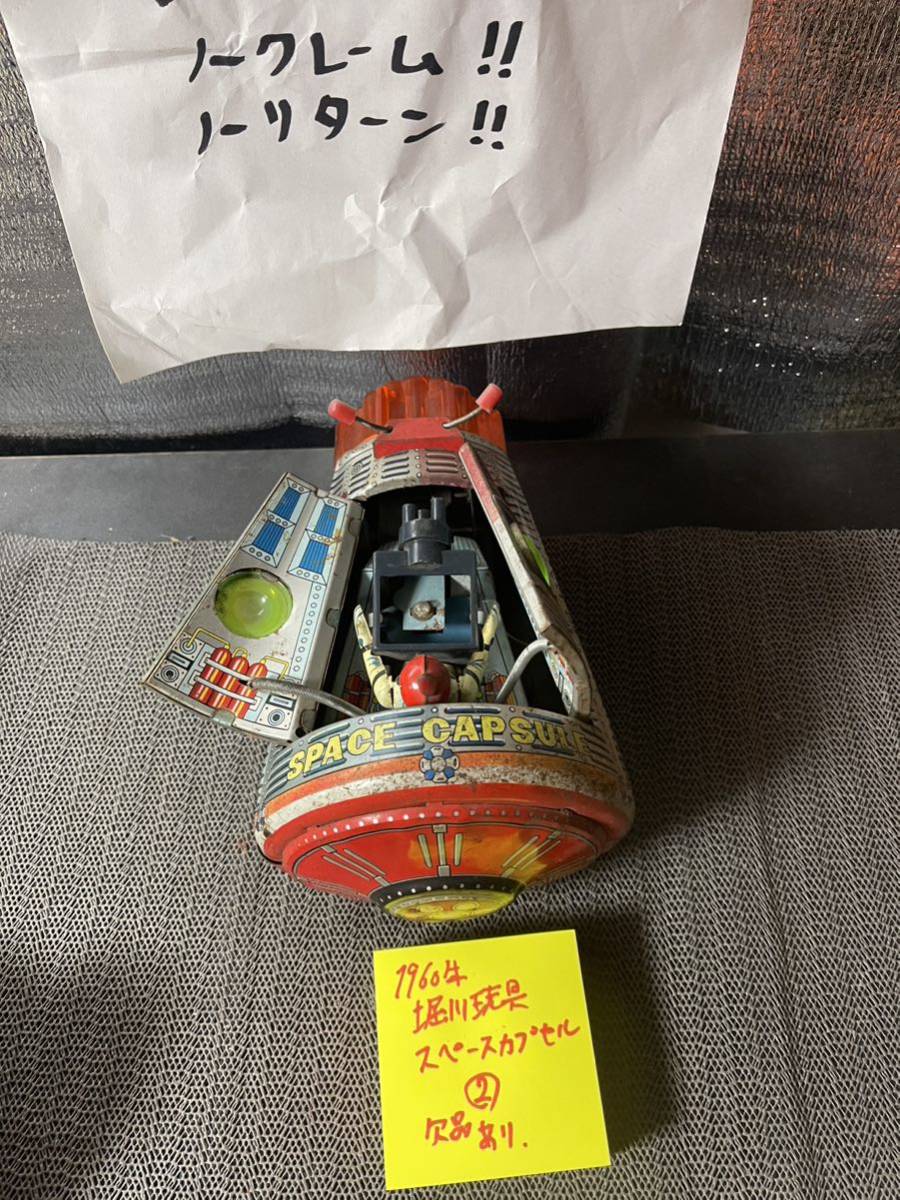 ノークレーム!!
ノーリターン!!
SPACE CAPSULE
1960年
堀川玩具
スペースカプセル
②
欠品あり.